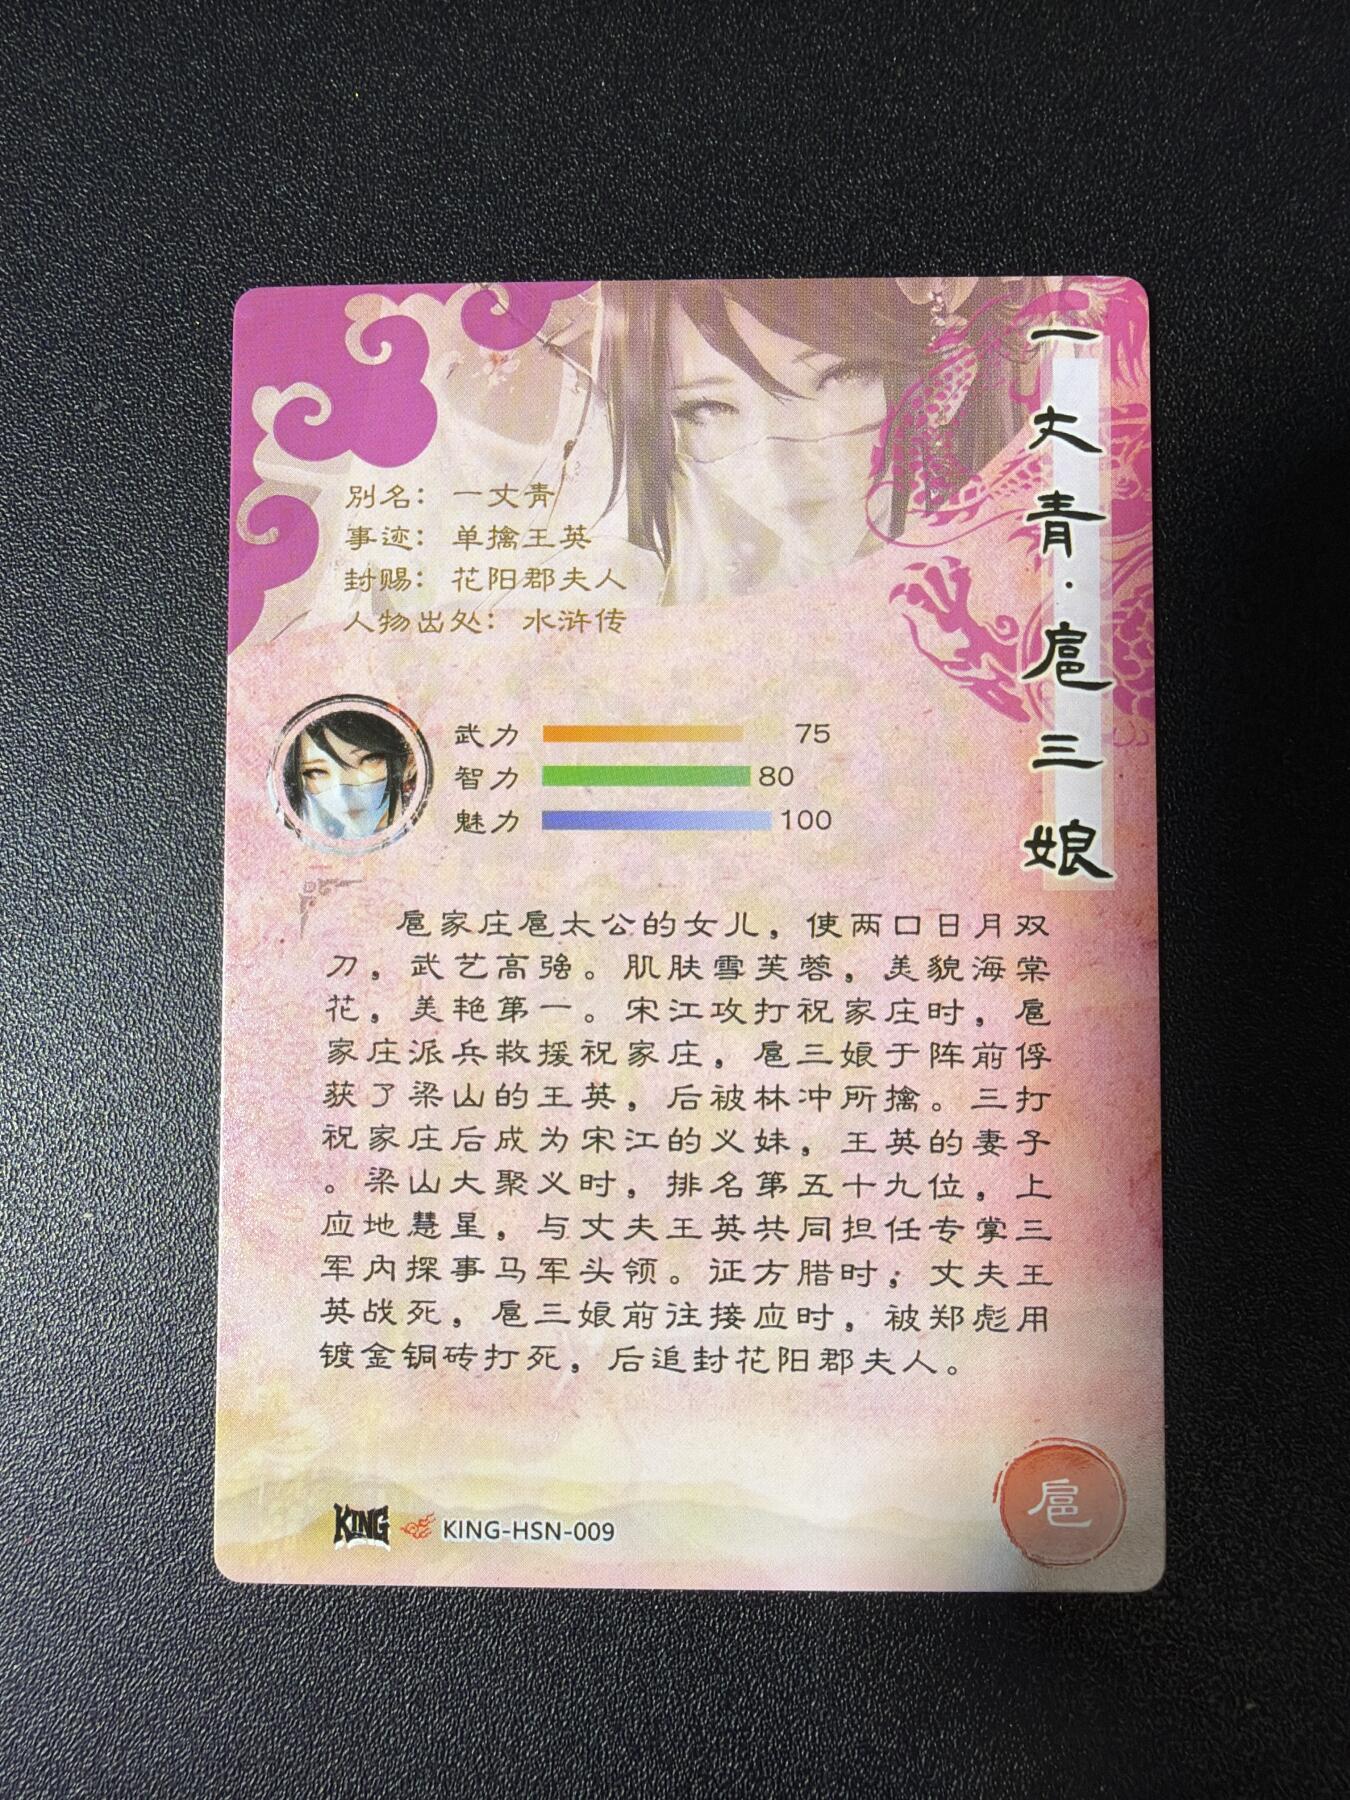 一丈青·扈三娘
别名：一丈青
事迹：单擒王英
封赐：花阳郡夫人
人物出处：水浒传
武力 75
智力 80
魅力 100
扈家庄扈太公的女儿，使两口日月双
刀，武艺高强。肌肤雪芙蓉，美貌海棠
花，美艳第一。宋江攻打祝家庄时，扈
家庄派兵救援祝家庄，扈三娘于阵前俘
获了梁山的王英，后被林冲所擒。三打
祝家庄后成为宋江的义妹，王英的妻子
。梁山大聚义时，排名第五十九位，上
应地慧星，与丈夫王英共同担任专掌三
军内探事马军头领。征方腊时，丈夫王
英战死，扈三娘前往接应时，被郑彪用
镀金铜砖打死，后追封花阳郡夫人。
KING KING-HSN-009
扈